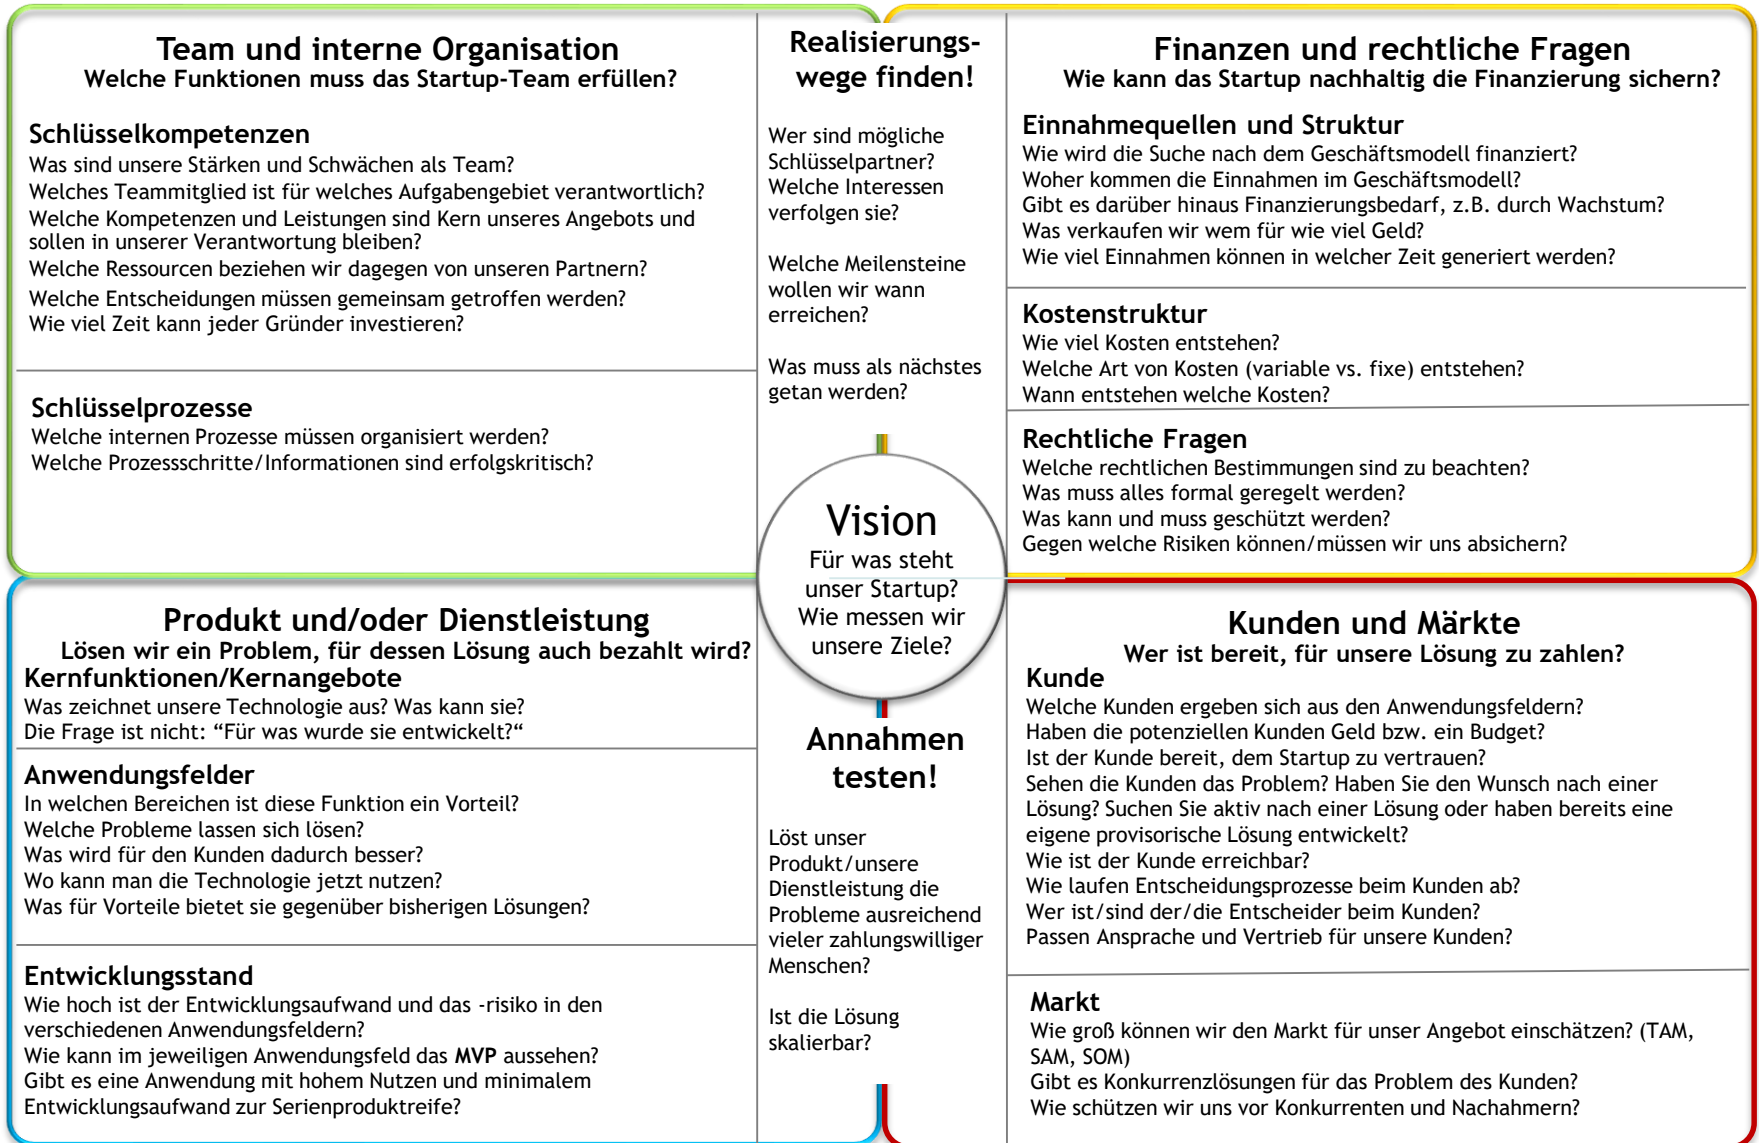 Team und interne Organisation
Welche Funktionen muss das Startup-Team erfüllen?
Schlüsselkompetenzen
Was sind unsere Stärken und Schwächen als Team?
Welches Teammitglied ist für welches Aufgabengebiet verantwortlich?
Welche Kompetenzen und Leistungen sind Kern unseres Angebots und
sollen in unserer Verantwortung bleiben?
Welche Ressourcen beziehen wir dagegen von unseren Partnern?
Welche Entscheidungen müssen gemeinsam getroffen werden?
Wie viel Zeit kann jeder Gründer investieren?
Schlüsselprozesse
Welche internen Prozesse müssen organisiert werden?
Welche Prozessschritte/Informationen sind erfolgskritisch?
Realisierungs-
wege finden!
Wer sind mögliche
Schlüsselpartner?
Welche Interessen
verfolgen sie?
Welche Meilensteine
wollen wir wann
erreichen?
Was muss als nächstes
getan werden?
Finanzen und rechtliche Fragen
Wie kann das Startup nachhaltig die Finanzierung sichern?
Einnahmequellen und Struktur
Wie wird die Suche nach dem Geschäftsmodell finanziert?
Woher kommen die Einnahmen im Geschäftsmodell?
Gibt es darüber hinaus Finanzierungsbedarf, z.B. durch Wachstum?
Was verkaufen wir wem für wie viel Geld?
Wie viel Einnahmen können in welcher Zeit generiert werden?
Kostenstruktur
Wie viel Kosten entstehen?
Welche Art von Kosten (variable vs. fixe) entstehen?
Wann entstehen welche Kosten?
Rechtliche Fragen
Welche rechtlichen Bestimmungen sind zu beachten?
Was muss alles formal geregelt werden?
Was kann und muss geschützt werden?
Gegen welche Risiken können/müssen wir uns absichern?
Vision
Für was steht
unser Startup?
Wie messen wir
unsere Ziele?
Produkt und/oder Dienstleistung
Lösen wir ein Problem, für dessen Lösung auch bezahlt wird?
Kernfunktionen/Kernangebote
Was zeichnet unsere Technologie aus? Was kann sie?
Die Frage ist nicht: “Für was wurde sie entwickelt?“
Anwendungsfelder
In welchen Bereichen ist diese Funktion ein Vorteil?
Welche Probleme lassen sich lösen?
Was wird für den Kunden dadurch besser?
Wo kann man die Technologie jetzt nutzen?
Was für Vorteile bietet sie gegenüber bisherigen Lösungen?
Entwicklungsstand
Wie hoch ist der Entwicklungsaufwand und das -risiko in den
verschiedenen Anwendungsfeldern?
Wie kann im jeweiligen Anwendungsfeld das MVP aussehen?
Gibt es eine Anwendung mit hohem Nutzen und minimalem
Entwicklungsaufwand zur Serienproduktreife?
Annahmen
testen!
Löst unser
Produkt/unsere
Dienstleistung die
Probleme ausreichend
vieler zahlungswilliger
Menschen?
Ist die Lösung
skalierbar?
Kunden und Märkte
Wer ist bereit, für unsere Lösung zu zahlen?
Kunde
Welche Kunden ergeben sich aus den Anwendungsfeldern?
Haben die potenziellen Kunden Geld bzw. ein Budget?
Ist der Kunde bereit, dem Startup zu vertrauen?
Sehen die Kunden das Problem? Haben Sie den Wunsch nach einer
Lösung? Suchen Sie aktiv nach einer Lösung oder haben bereits eine
eigene provisorische Lösung entwickelt?
Wie ist der Kunde erreichbar?
Wie laufen Entscheidungsprozesse beim Kunden ab?
Wer ist/sind der/die Entscheider beim Kunden?
Passen Ansprache und Vertrieb für unsere Kunden?
Markt
Wie groß können wir den Markt für unser Angebot einschätzen? (TAM,
SAM, SOM)
Gibt es Konkurrenzlösungen für das Problem des Kunden?
Wie schützen wir uns vor Konkurrenten und Nachahmern?